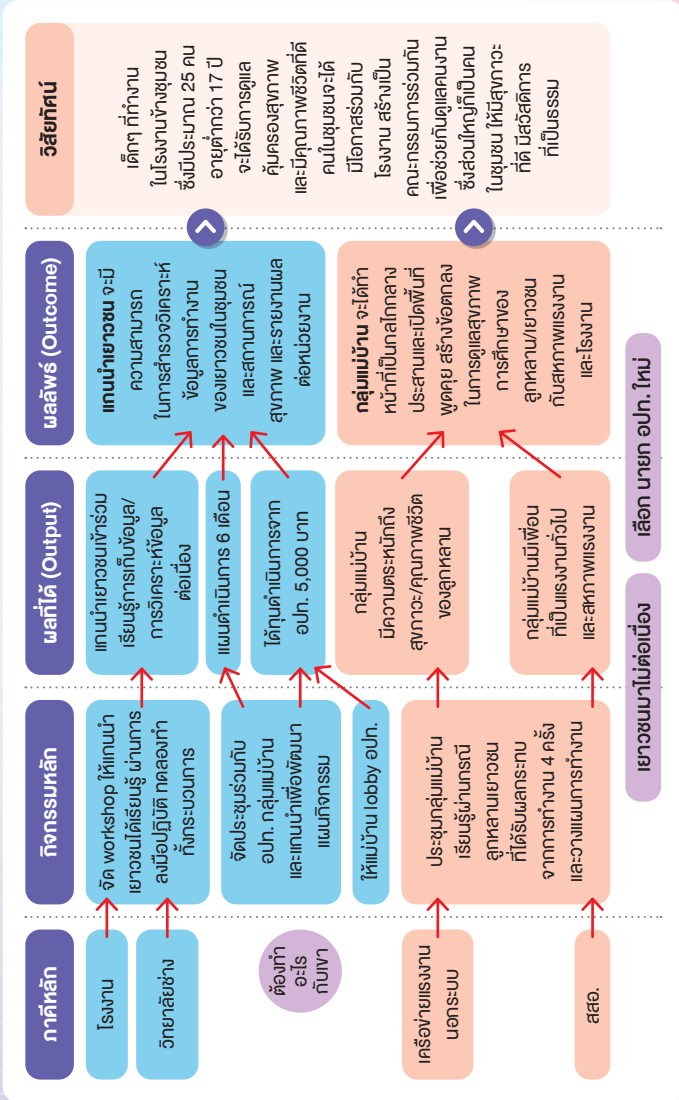 ภาคีหลัก
กิจกรรมหลัก
ผลที่ได้ (Output)
ผลลัพธ์ (Outcome)
วิสัยทัศน์
โรงงาน
วิทยาลัยช่าง
ต้องทำ
อะไร
กับเขา
เครือข่ายแรงงาน
นอกระบบ
สสอ.
จัด workshop ให้แกนนำ
เยาวชนได้เรียนรู้ ผ่านการ
ลงมือปฏิบัติ ทดลองทำ
ทั้งกระบวนการ
จัดประชุมร่วมกับ
อปท. กลุ่มแม่บ้าน
และแกนนำเพื่อพัฒนา
แผนกิจกรรม
ให้แม่บ้าน lobby อปท.
ประชุมกลุ่มแม่บ้าน
เรียนรู้ผ่านกรณี
ลูกหลานเยาวชน
ที่ได้รับผลกระทบ
จากการทำงาน 4 ครั้ง
และวางแผนการทำงาน
แกนนำเยาวชนเข้าร่วม
เรียนรู้การเก็บข้อมูล/
การวิเคราะห์ข้อมูล
ต่อเนื่อง
แผนดำเนินการ 6 เดือน
ได้ทุนดำเนินการจาก
อปท. 5,000 บาท
กลุ่มแม่บ้าน
มีความตระหนักถึง
สุขภาวะ/คุณภาพชีวิต
ของลูกหลาน
กลุ่มแม่บ้านมีเพื่อน
ที่เป็นแรงงานทั่วไป
และสหภาพแรงงาน
แกนนำเยาวชน จะมี
ความสามารถ
ในการสำรวจวิเคราะห์
ข้อมูลการทำงาน
ของเยาวชนในชุมชน
และสถานการณ์
สุขภาพ และรายงานผล
ต่อหน่วยงาน
กลุ่มแม่บ้าน จะได้ทำ
หน้าที่เป็นกลไกกลาง
ประสานและเปิดพื้นที่
พูดคุย สร้างข้อตกลง
ในการดูแลสุขภาพ
การศึกษาของ
ลูกหลาน/เยาวชน
กับสหภาพแรงงาน
และโรงงาน
เด็กๆ ที่ทำงาน
ในโรงงานข้างชุมชน
ซึ่งมีประมาณ 25 คน
อายุต่ำกว่า 17 ปี
จะได้รับการดูแล
คุ้มครองสุขภาพ
และมีคุณภาพชีวิตที่ดี
คนในชุมชนจะได้
มีโอกาสร่วมกับ
โรงงาน สร้างเป็น
คณะกรรมการร่วมกัน
เพื่อช่วยกันดูแลคนงาน
ซึ่งส่วนใหญ่ก็เป็นคน
ในชุมชน ให้มีสุขภาวะ
ที่ดี มีสวัสดิการ
ที่เป็นธรรม
เยาวชนมาไม่ต่อเนื่อง
เลือก นายก อปท. ใหม่